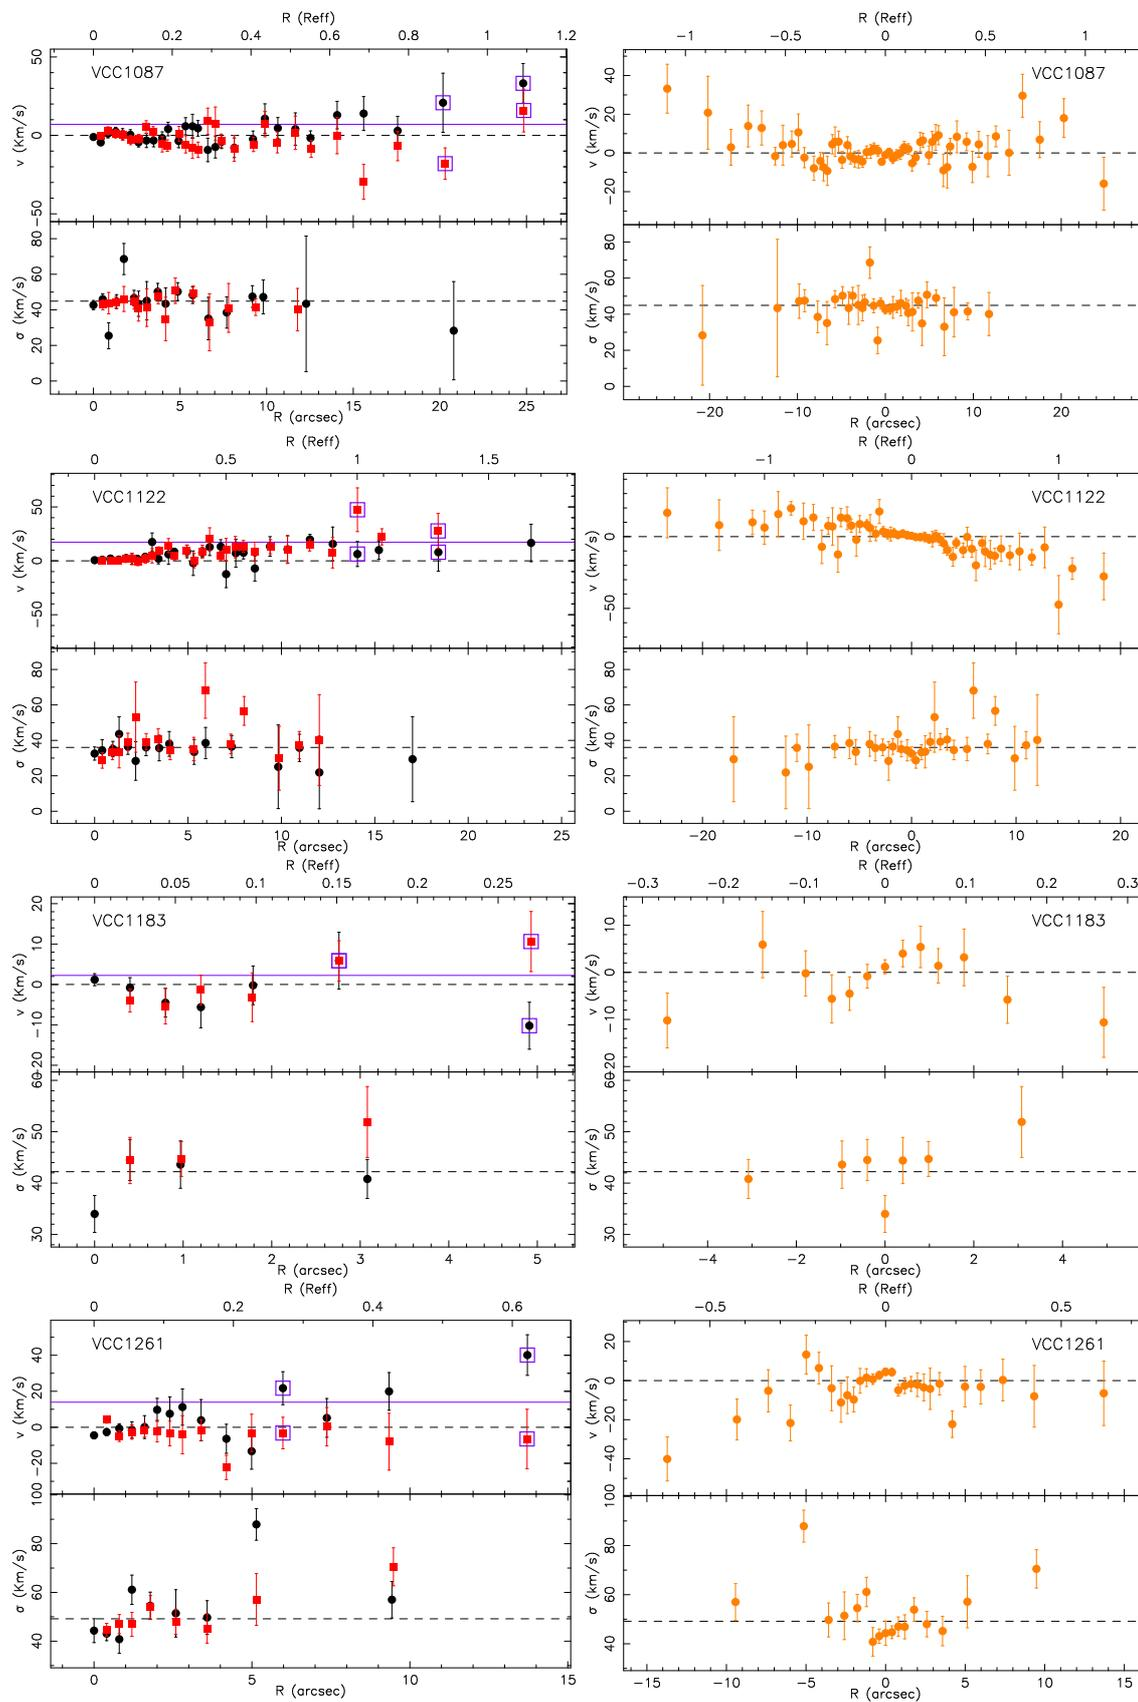 R (Reff)
0 0.2 0.4 0.6 0.8 1 1.2
VCC1087
v (Km/s)
50
0
−50
σ (Km/s)
80
60
40
20
0
0 5 10 15 20 25
R (arcsec)
R (Reff)
−1 −0.5 0 0.5 1
VCC1087
v (km/s)
40
20
0
−20
σ (km/s)
80
60
40
20
0
−20 −10 0 10 20
R (arcsec)
R (Reff)
0 0.5 1 1.5
VCC1122
v (Km/s)
50
0
−50
σ (Km/s)
80
60
40
20
0
0 5 10 15 20 25
R (arcsec)
R (Reff)
−1 0 1
VCC1122
v (km/s)
0
−50
σ (km/s)
80
60
40
20
0
−20 −10 0 10 20
R (arcsec)
R (Reff)
0 0.05 0.1 0.15 0.2 0.25
VCC1183
v (Km/s)
20
10
0
−10
20
σ (Km/s)
60
50
40
30
0 1 2 3 4 5
R (arcsec)
R (Reff)
−0.3 −0.2 −0.1 0 0.1 0.2 0.3
VCC1183
v (km/s)
10
0
−10
20
σ (km/s)
60
50
40
30
−4 −2 0 2 4
R (arcsec)
R (Reff)
0 0.2 0.4 0.6
VCC1261
v (Km/s)
40
20
0
−20
σ (Km/s)
100
80
60
40
0 5 10 15
R (arcsec)
R (Reff)
−0.5 0 0.5
VCC1261
v (km/s)
20
0
−20
−40
σ (km/s)
100
80
60
40
−15 −10 −5 0 5 10 15
R (arcsec)